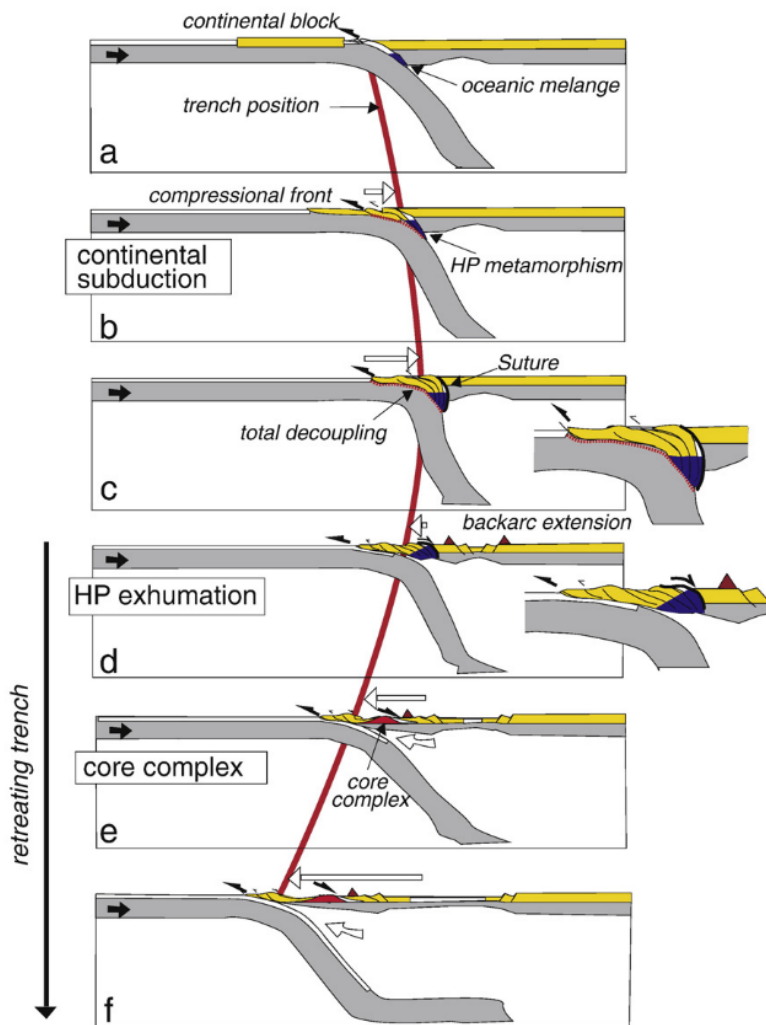 continental block
oceanic melange
trench position
a
compressional front
continental
subduction
HP metamorphism
b
Suture
total decoupling
c
backarc extension
HP exhumation
d
retreating trench
core complex
core
complex
e
f